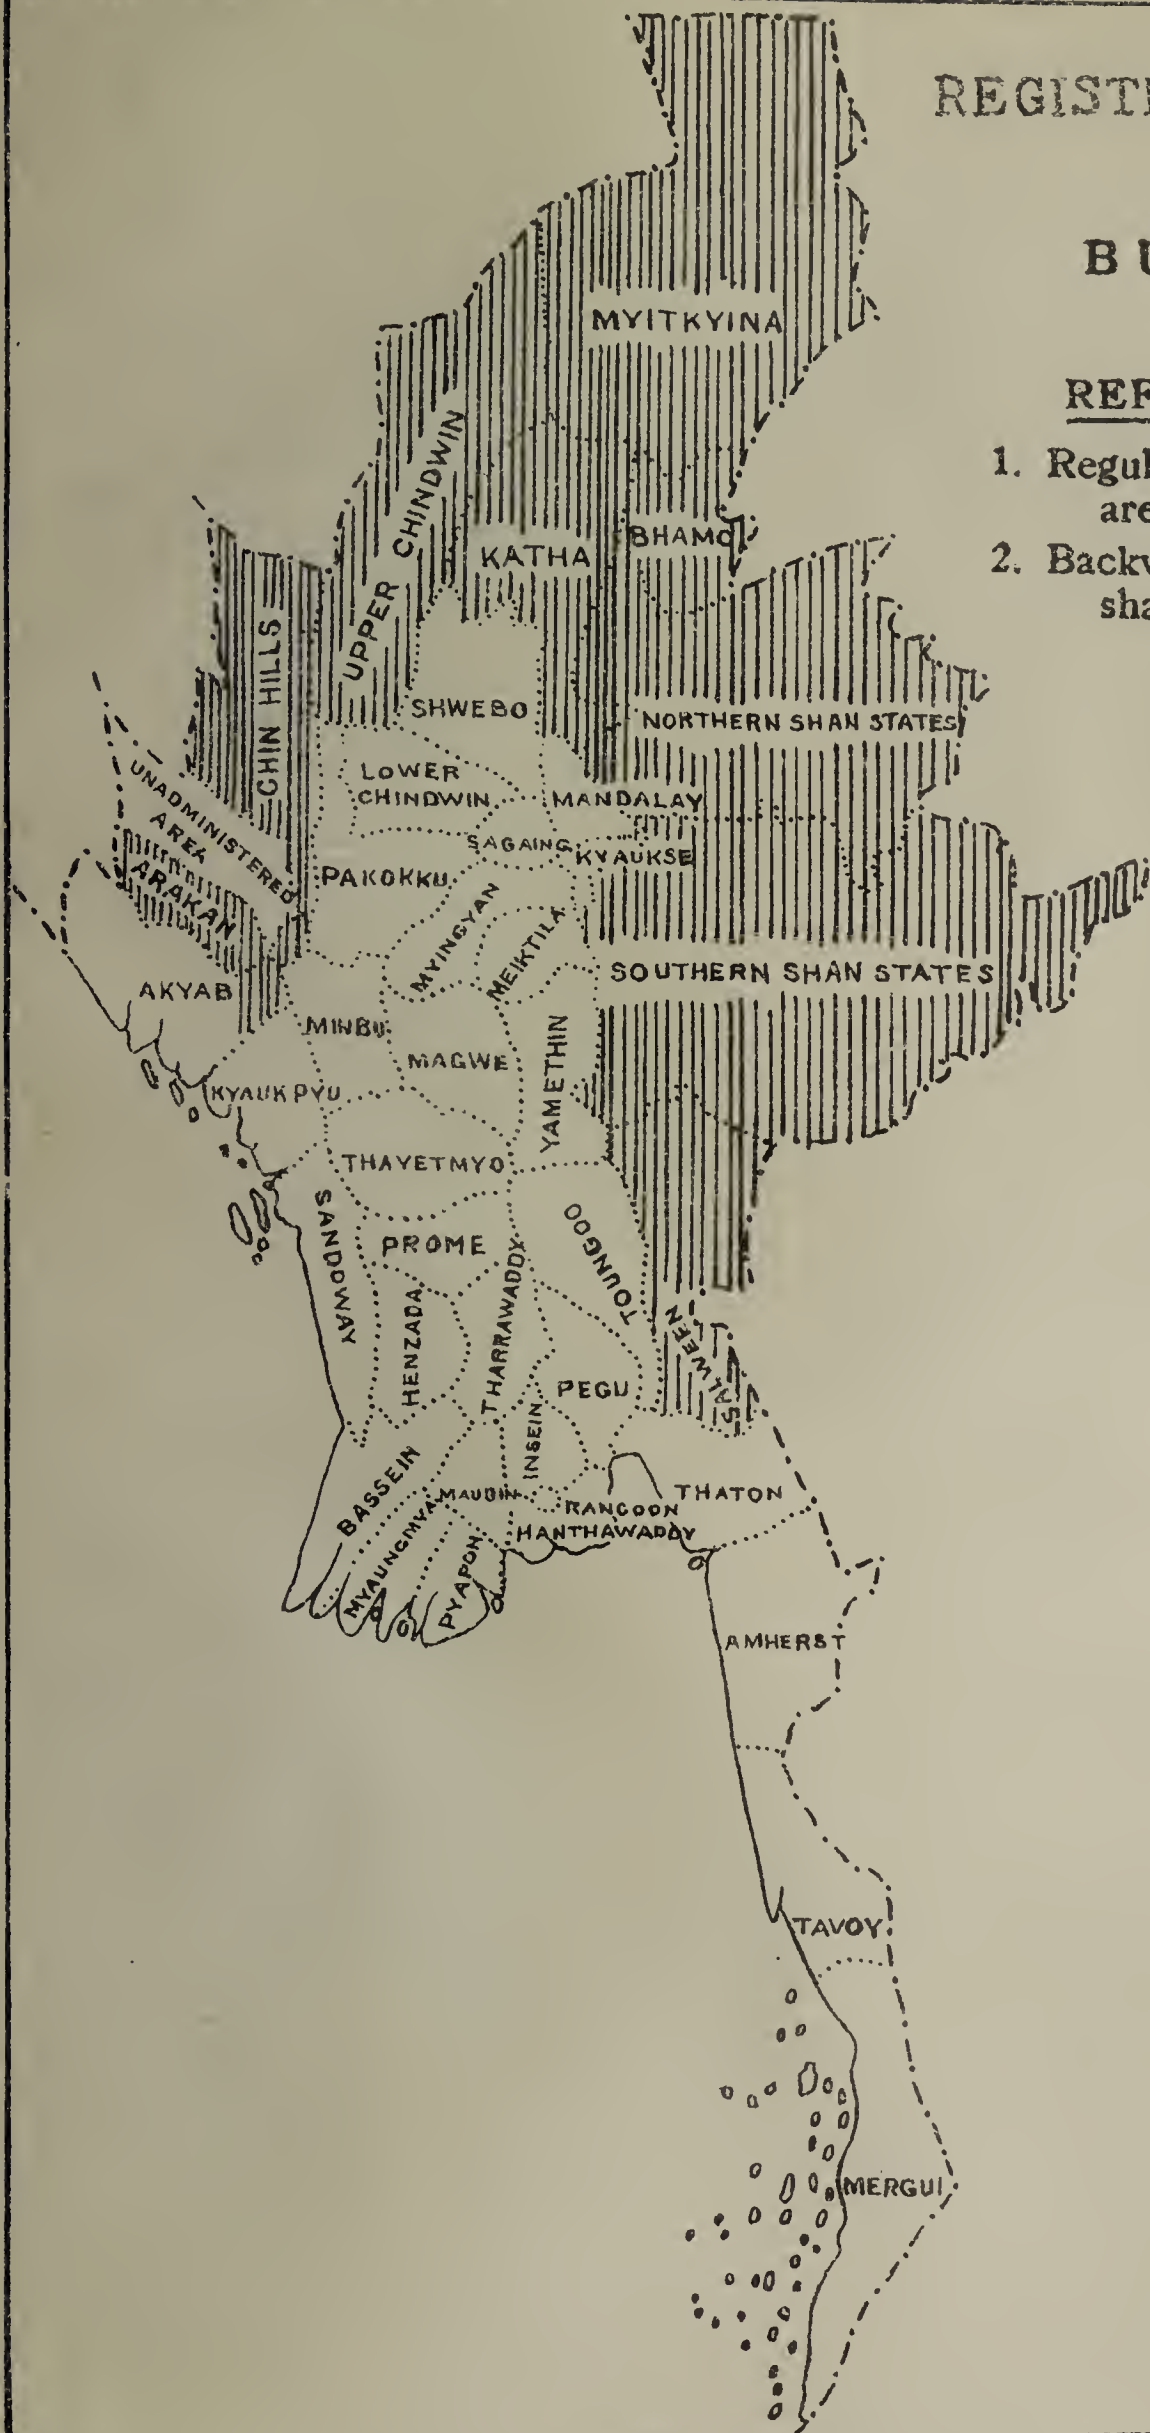 REGIST
B U
REF
1. Regul
are
2. Backw
sha
MYITKYINA
UPPER CHINDWIN
KATHA
BHAMO
CHIN HILLS
SHWEBO
NORTHERN SHAN STATES
LOWER
CHINDWIN
MANDALAY
UNADMINISTERED
AREA
ARAKAN
SAGAING
KYAUKSE
PAKOKKU
MYINGYAN
MEIKTILA
SOUTHERN SHAN STATES
AKYAB
MINBU
MAGWE
YAMETHIN
KYAUKPYU
THAYETMYO
SANDOWAY
PROME
TOUNGOO
HENZADA
THARRAWADDY
SALWEEN
PEGU
INSEIN
BASSEIN
MAUBIN
THATON
RANGOON
HANTHAWADDY
MYAUNGMYA
PYAPON
AMHERST
TAVOY
MERGUI